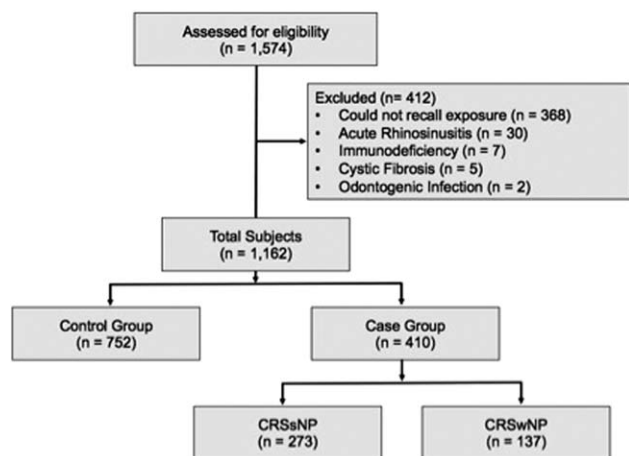 Assessed for eligibility
(n = 1,574)
Excluded (n= 412)
• Could not recall exposure (n = 368)
• Acute Rhinosinusitis (n = 30)
• Immunodeficiency (n = 7)
• Cystic Fibrosis (n = 5)
• Odontogenic Infection (n = 2)
Total Subjects
(n = 1,162)
Control Group
(n = 752)
Case Group
(n = 410)
CRSsNP
(n = 273)
CRSwNP
(n = 137)